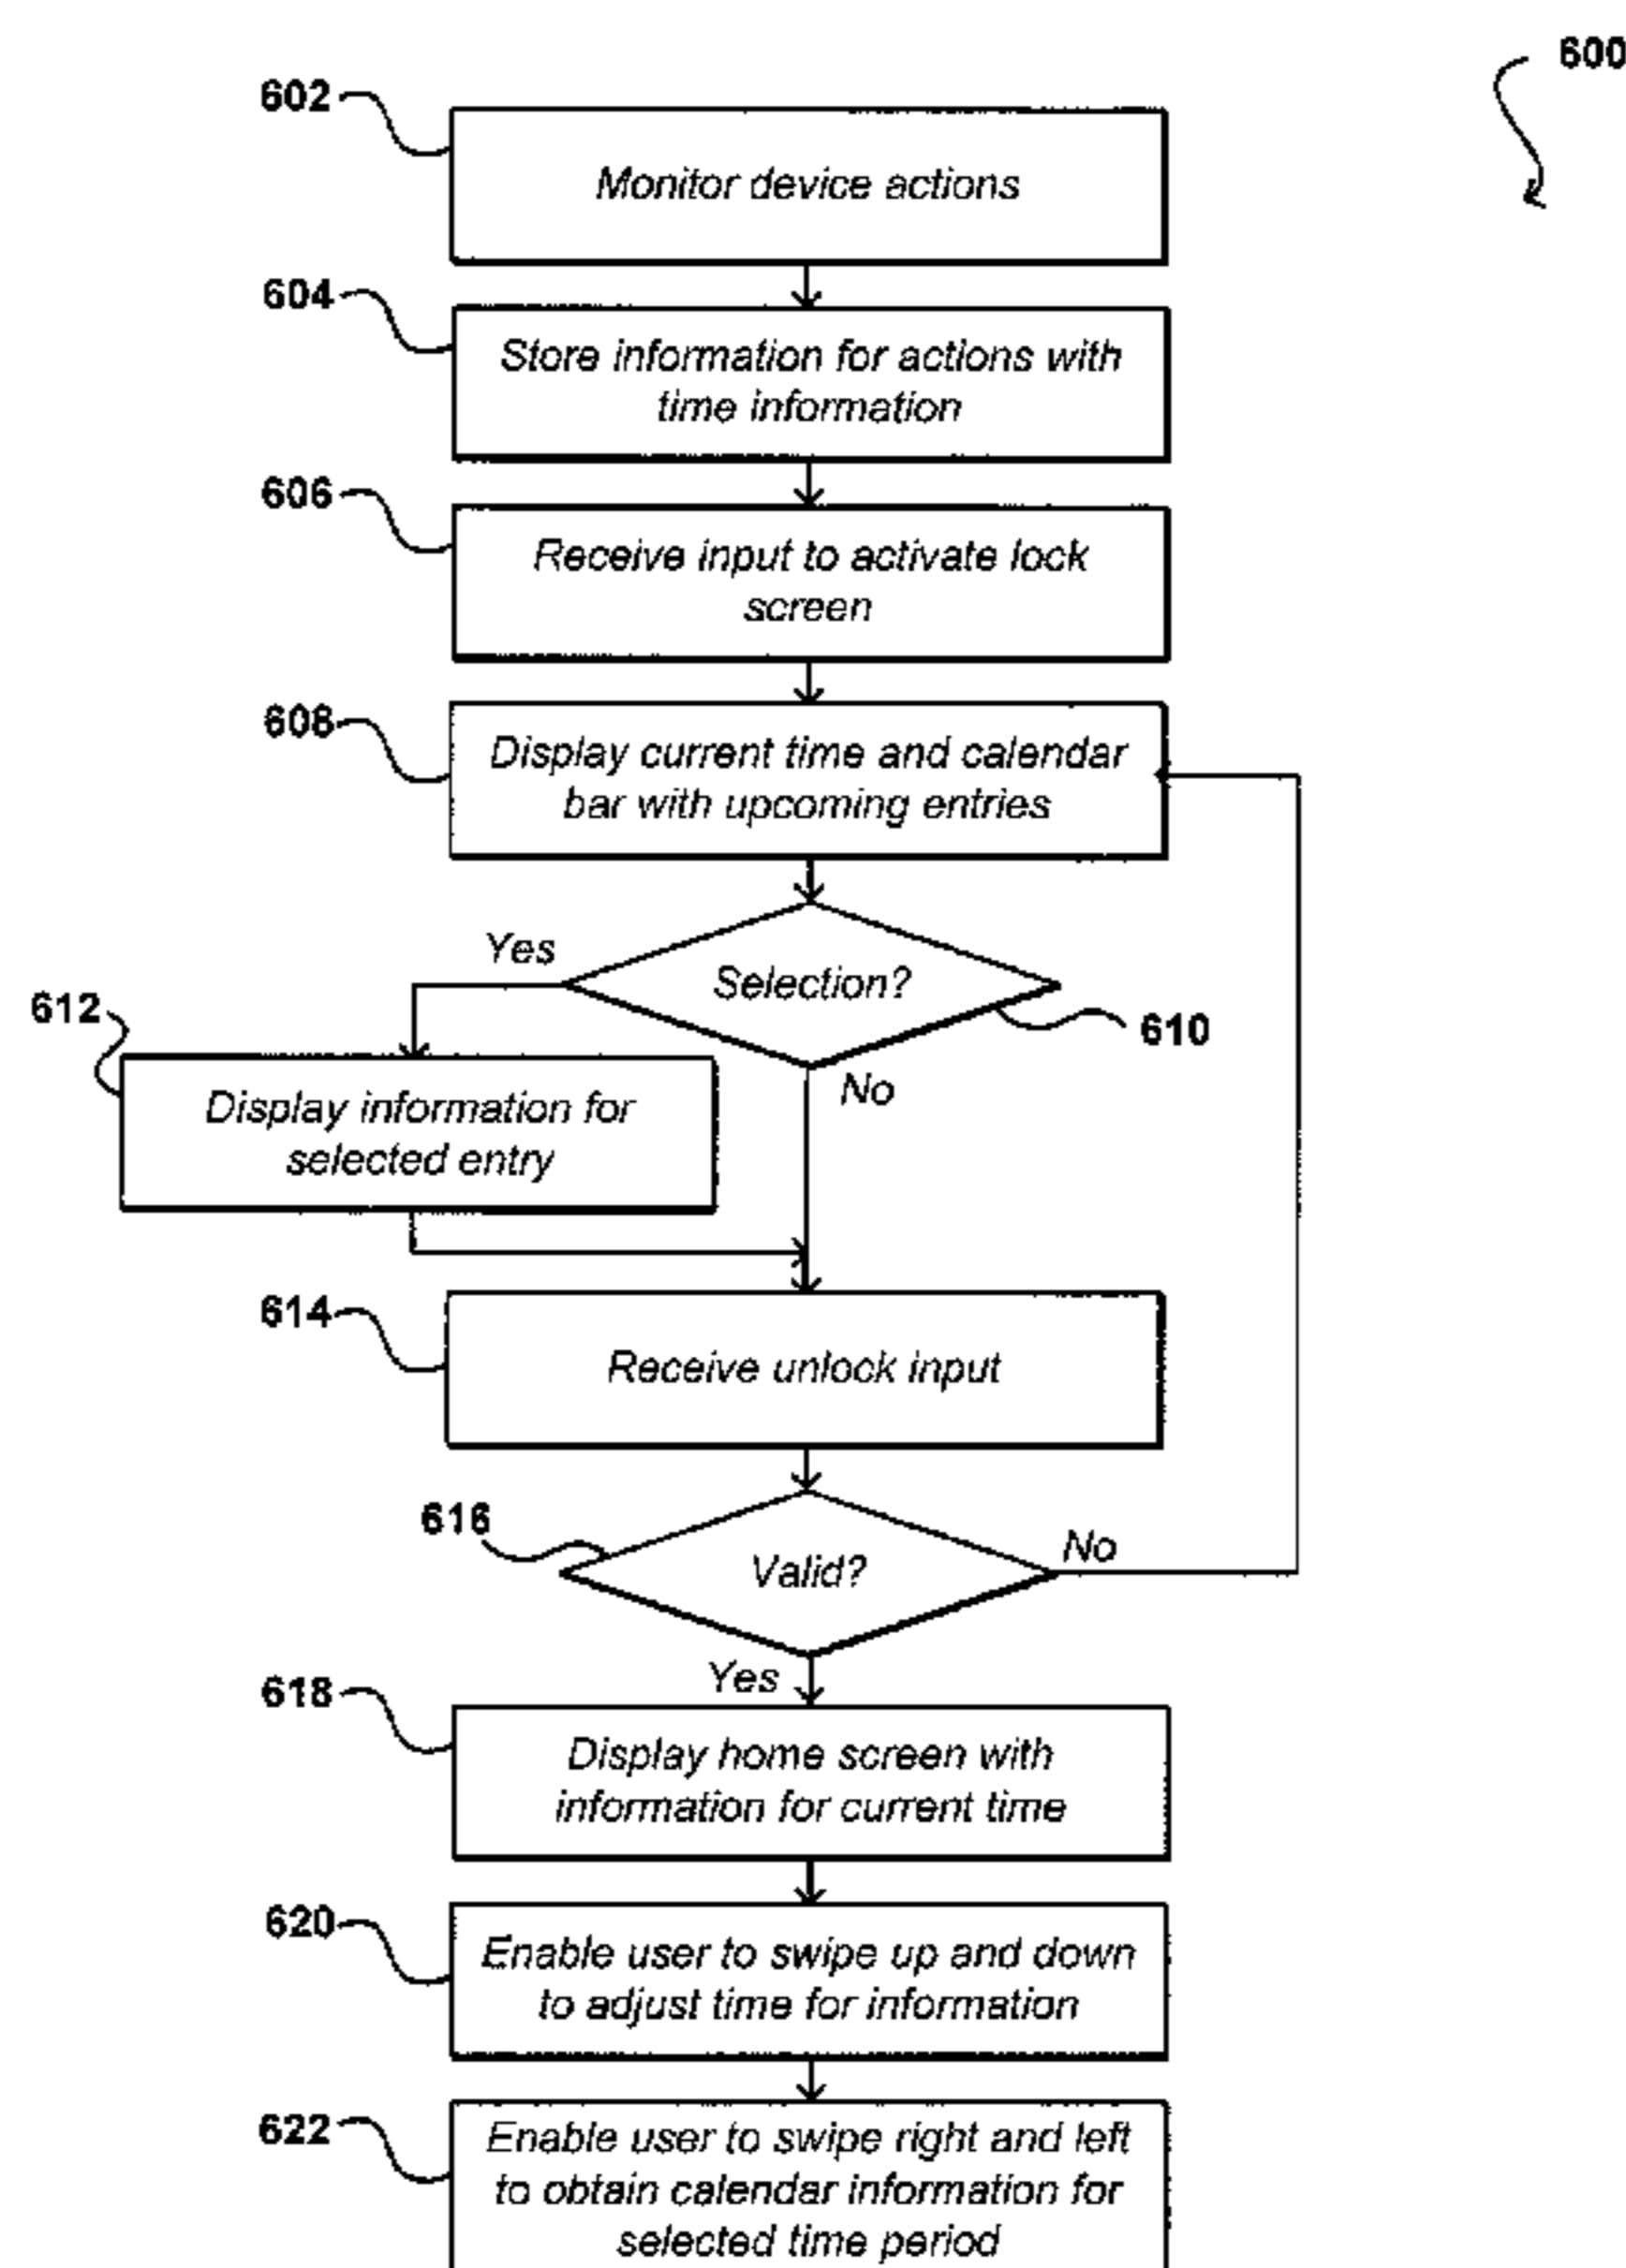 600
602
Monitor device actions
604
Store information for actions with
time information
606
Receive input to activate lock
screen
608
Display current time and calendar
bar with upcoming entries
Yes
Selection?
610
No
612
Display information for
selected entry
614
Receive unlock input
616
Valid?
No
Yes
618
Display home screen with
information for current time
620
Enable user to swipe up and down
to adjust time for information
622
Enable user to swipe right and left
to obtain calendar information for
selected time period